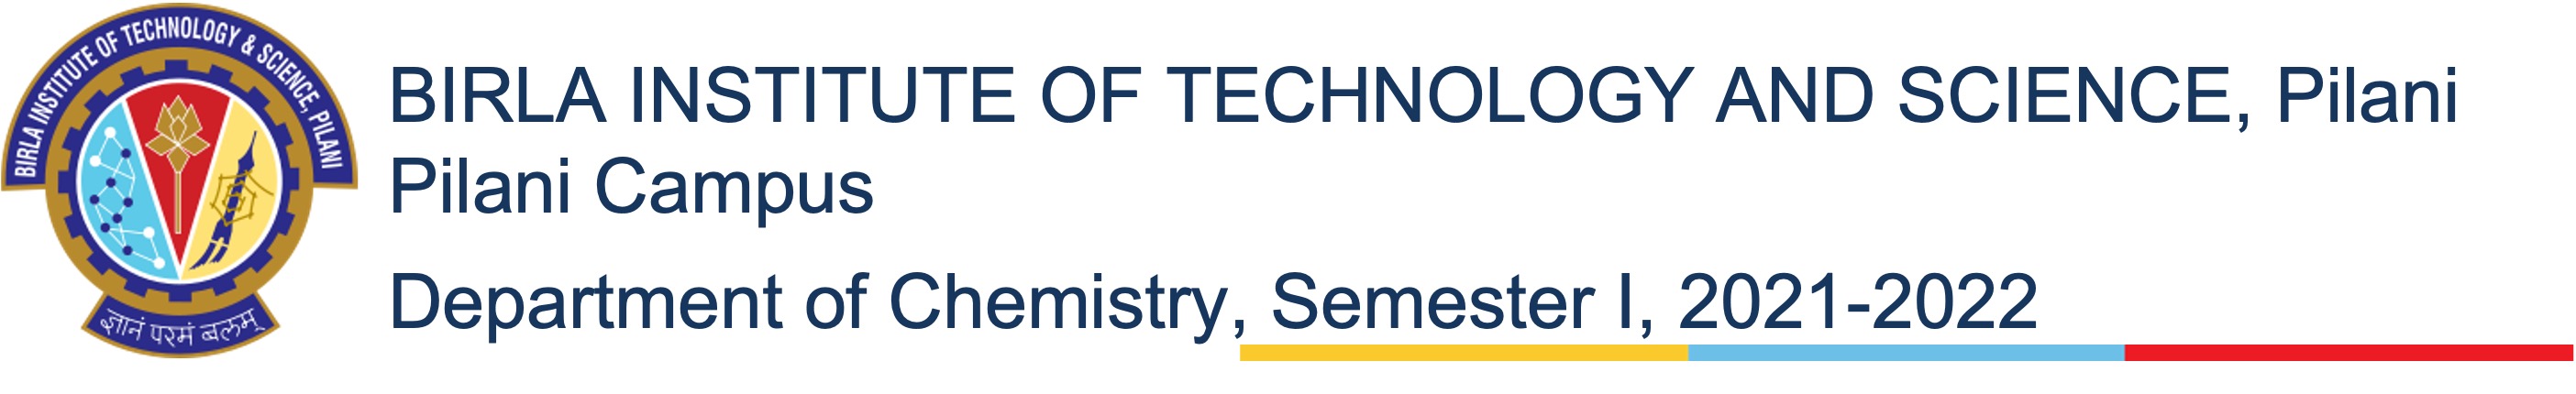 BIRLA INSTITUTE OF TECHNOLOGY & SCIENCE, PILANI
ज्ञानं परमं बलम्
BIRLA INSTITUTE OF TECHNOLOGY AND SCIENCE, Pilani
Pilani Campus
Department of Chemistry, Semester I, 2021-2022